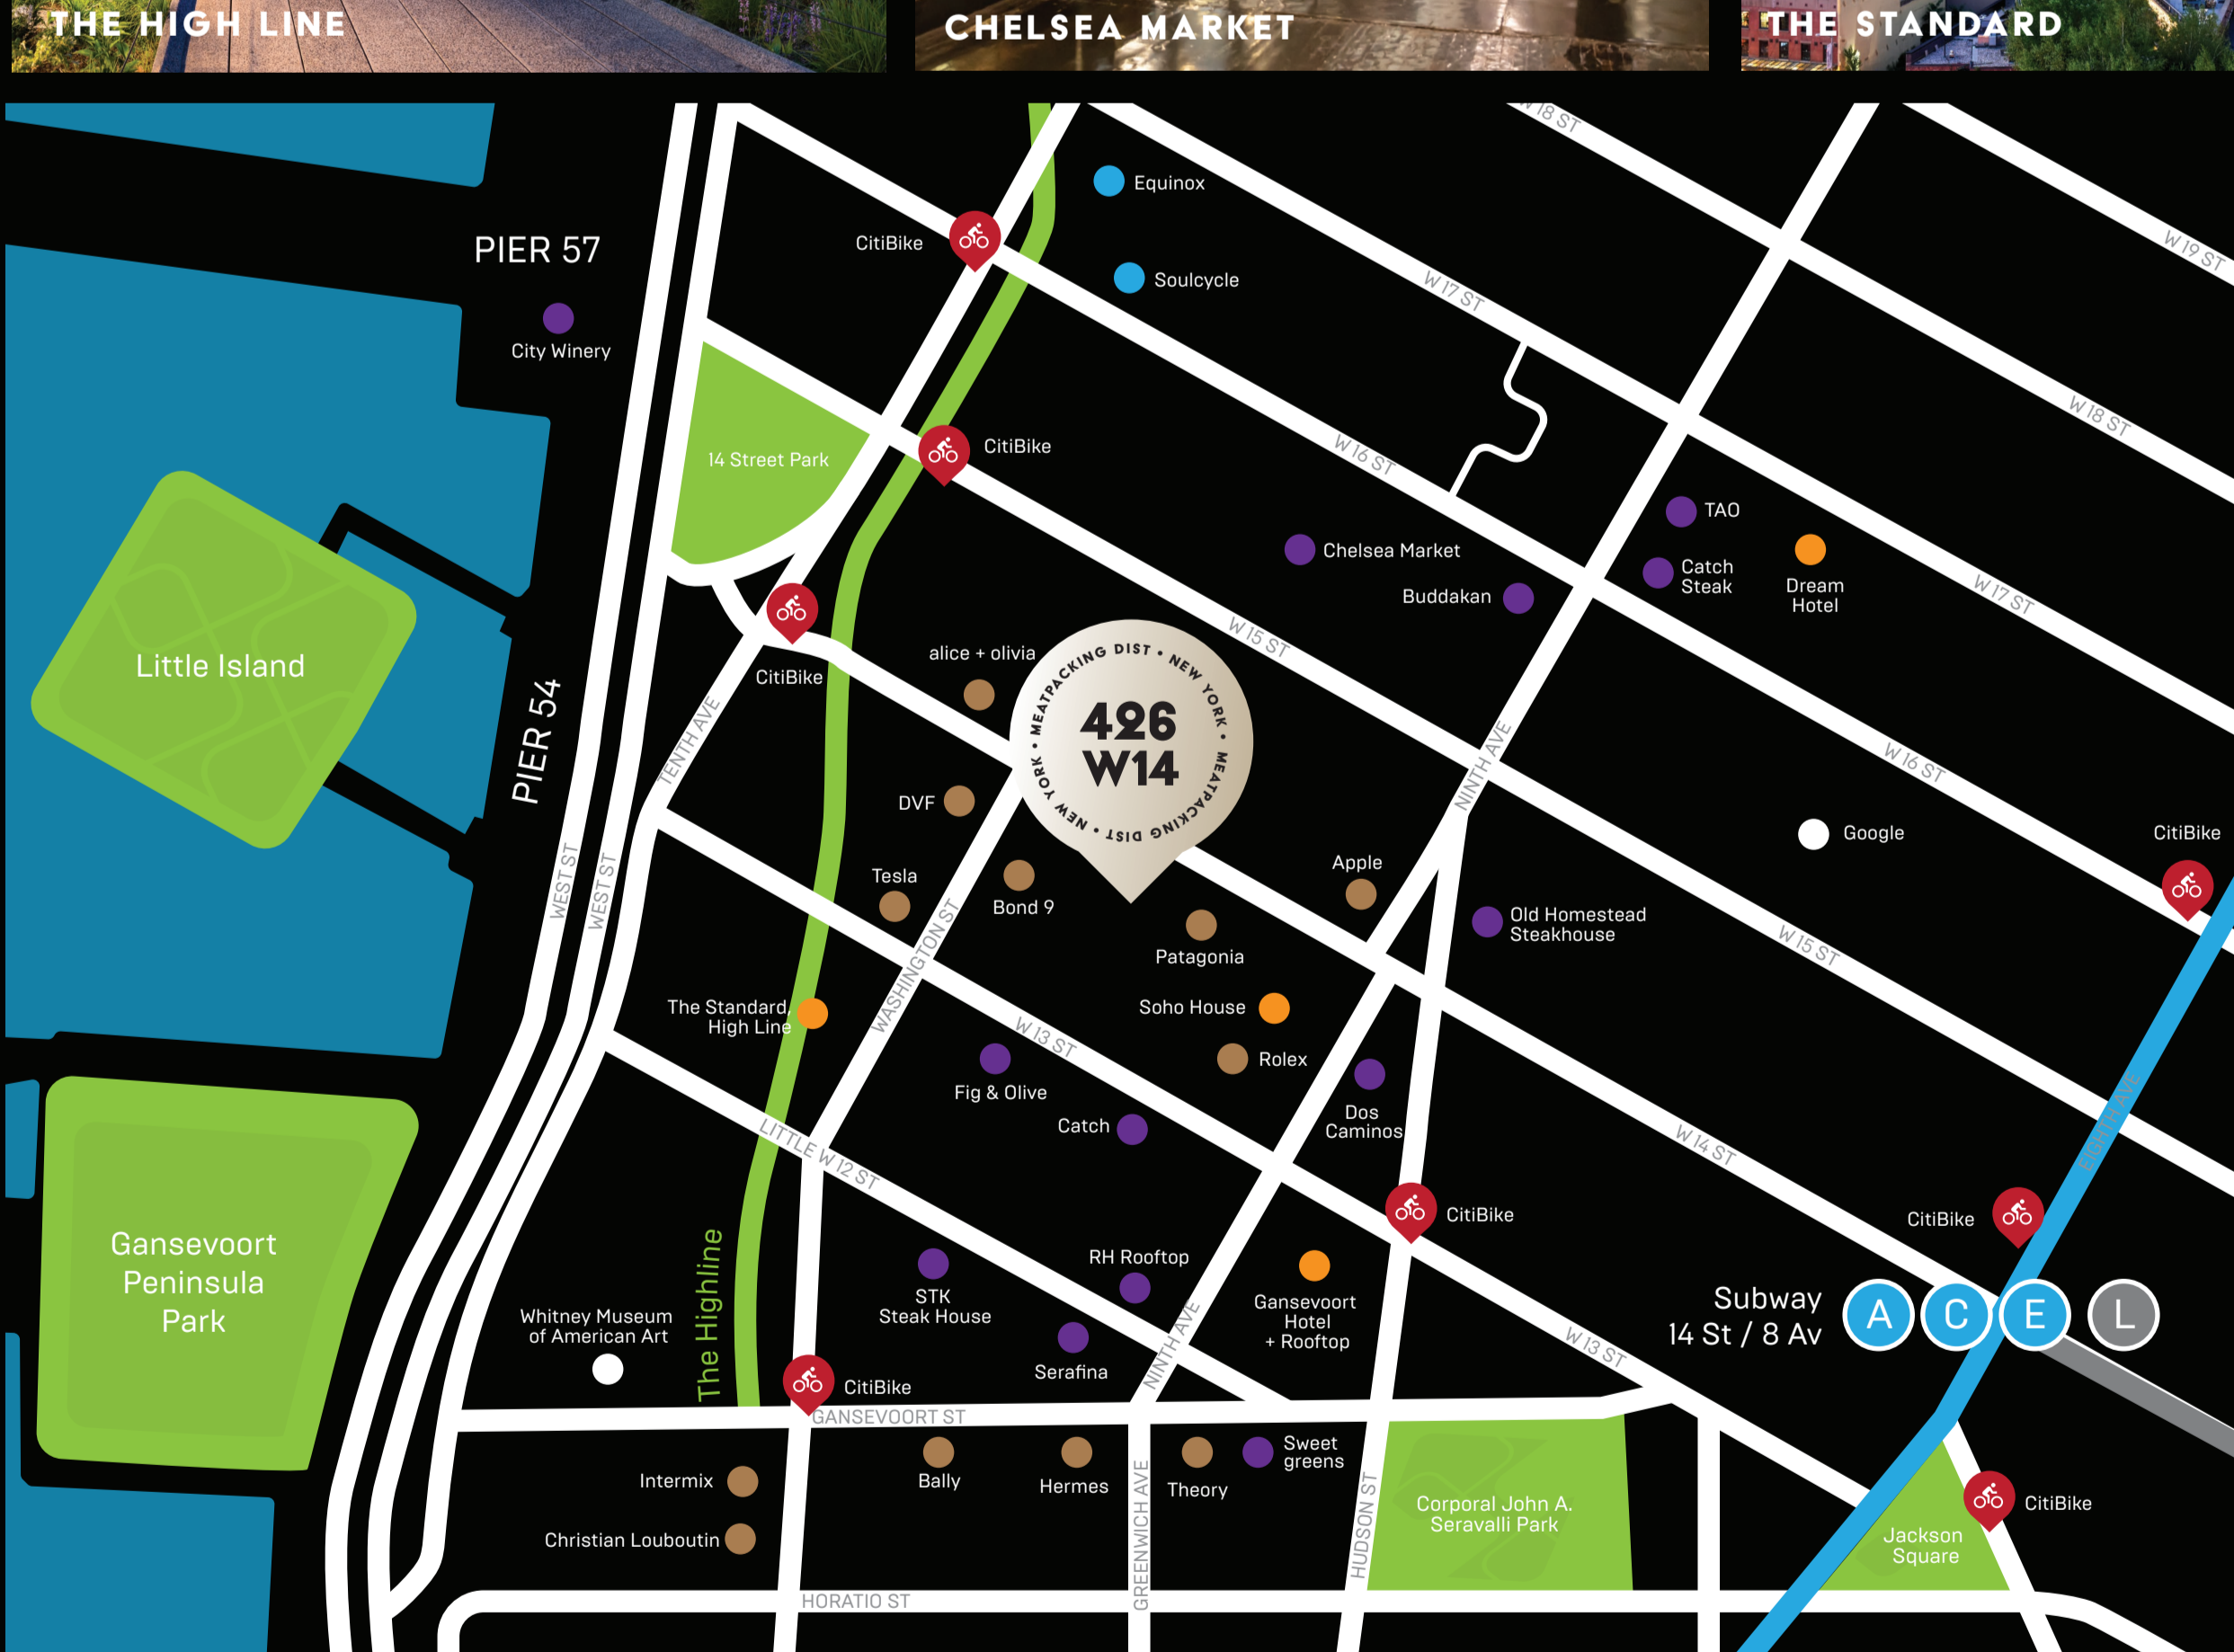 THE HIGH LINE
CHELSEA MARKET
THE STANDARD
W 18 ST
Equinox
CitiBike
W 19 ST
PIER 57
Soulcycle
W 17 ST
City Winery
W 18 ST
CitiBike
14 Street Park
W 16 ST
TAO
Chelsea Market
Catch
Steak
Dream
Hotel
Buddakan
W 17 ST
W 15 ST
alice + olivia
Little Island
CitiBike
MEATPACKING DIST • NEW YORK • MEATPACKING DIST • NEW YORK •
426
W14
PIER 54
TENTH AVE
NINTH AVE
W 16 ST
DVF
Google
CitiBike
Apple
Tesla
WEST ST
WEST ST
Bond 9
Old Homestead
Steakhouse
W 15 ST
Patagonia
WASHINGTON ST
The Standard,
High Line
Soho House
W 13 ST
Rolex
Fig & Olive
Catch
Dos
Caminos
EIGHTH AVE
W 14 ST
LITTLE W 12 ST
CitiBike
CitiBike
Gansevoort
Peninsula
Park
The Highline
RH Rooftop
STK
Steak House
Gansevoort
Hotel
+ Rooftop
Subway
14 St / 8 Av
A
C
E
L
Whitney Museum
of American Art
NINTH AVE
W 13 ST
Serafina
CitiBike
GANSEVOORT ST
Sweet
greens
Intermix
Bally
Hermes
Theory
Corporal John A.
Seravalli Park
CitiBike
HUDSON ST
GREENWICH AVE
Christian Louboutin
Jackson
Square
HORATIO ST